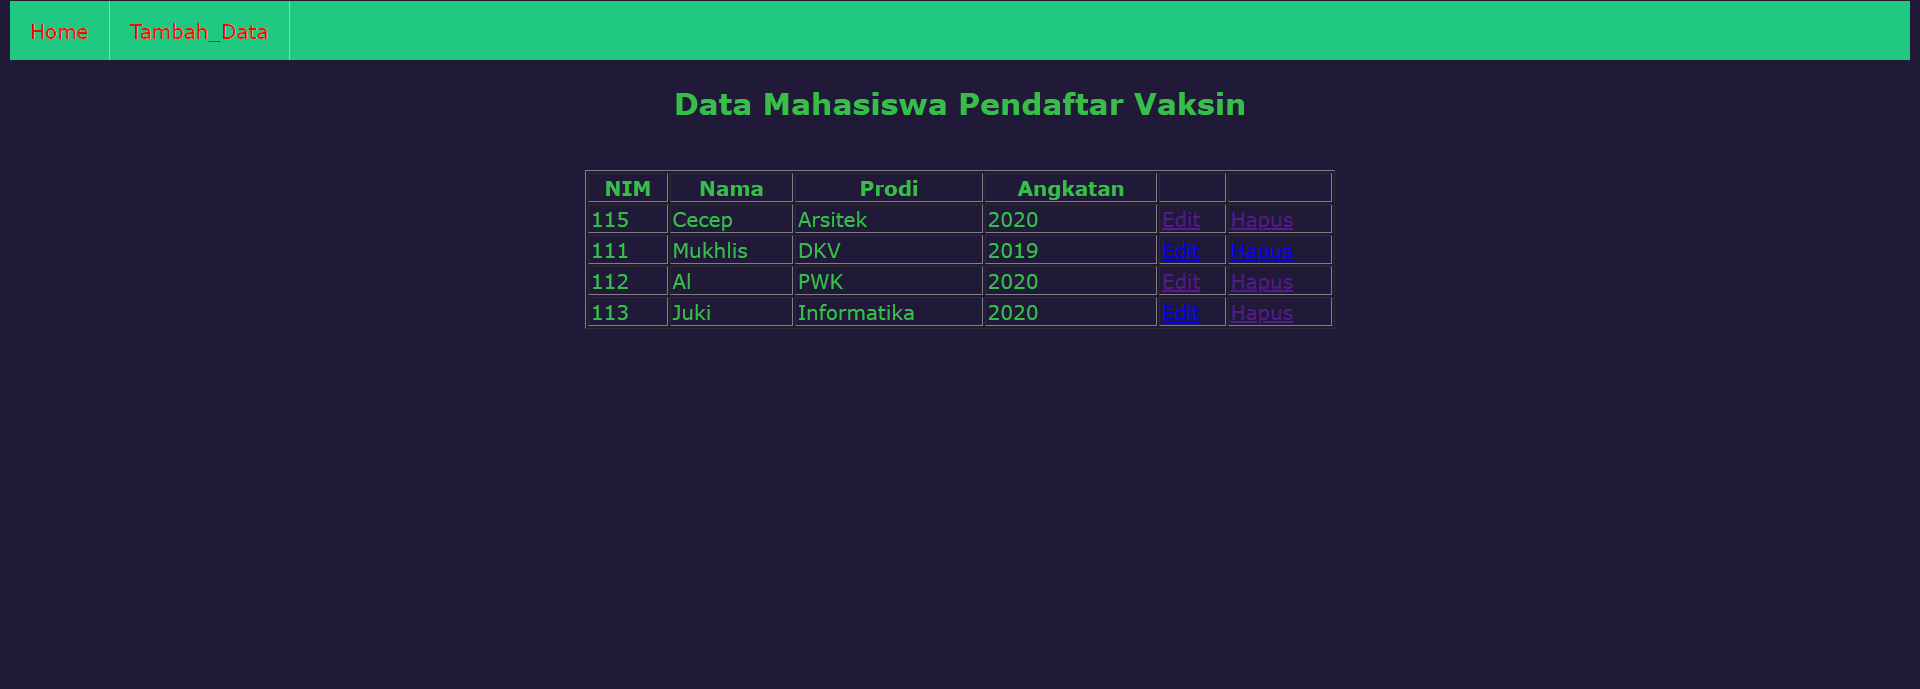 Home Tambah_Data
Data Mahasiswa Pendaftar Vaksin
NIM Nama Prodi Angkatan
115 Cecep Arsitek 2020 Edit Hapus
111 Mukhlis DKV 2019 Edit Hapus
112 Al PWK 2020 Edit Hapus
113 Juki Informatika 2020 Edit Hapus